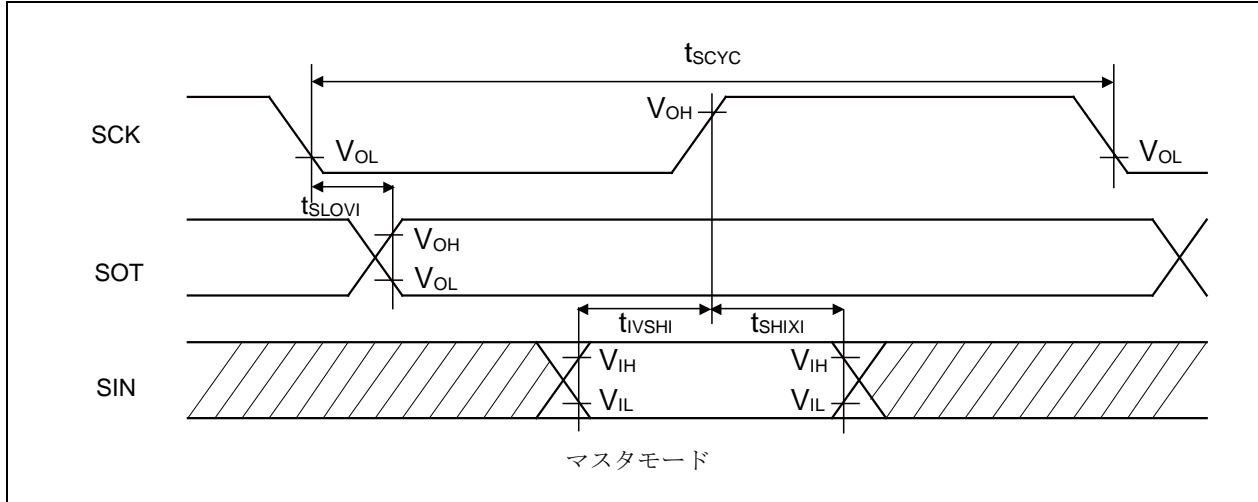 tSCYC
SCK
VOH
VOL
VOL
tSLOVI
SOT
VOH
VOL
tIVSHI
tSHIXI
SIN
VIH
VIH
VIL
VIL
マスタモード